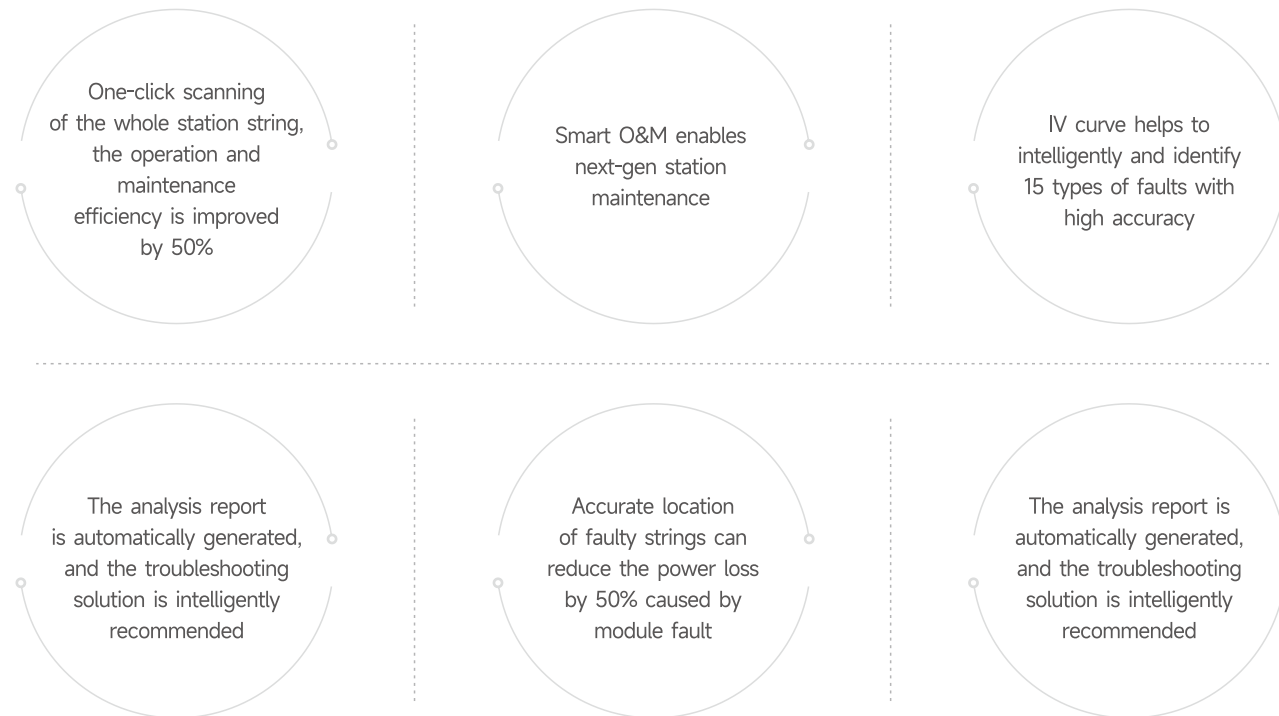 One-click scanning
of the whole station string,
the operation and
maintenance
efficiency is improved
by 50%
Smart O&M enables
next-gen station
maintenance
IV curve helps to
intelligently and identify
15 types of faults with
high accuracy
The analysis report
is automatically generated,
and the troubleshooting
solution is intelligently
recommended
Accurate location
of faulty strings can
reduce the power loss
by 50% caused by
module fault
The analysis report is
automatically generated,
and the troubleshooting
solution is intelligently
recommended